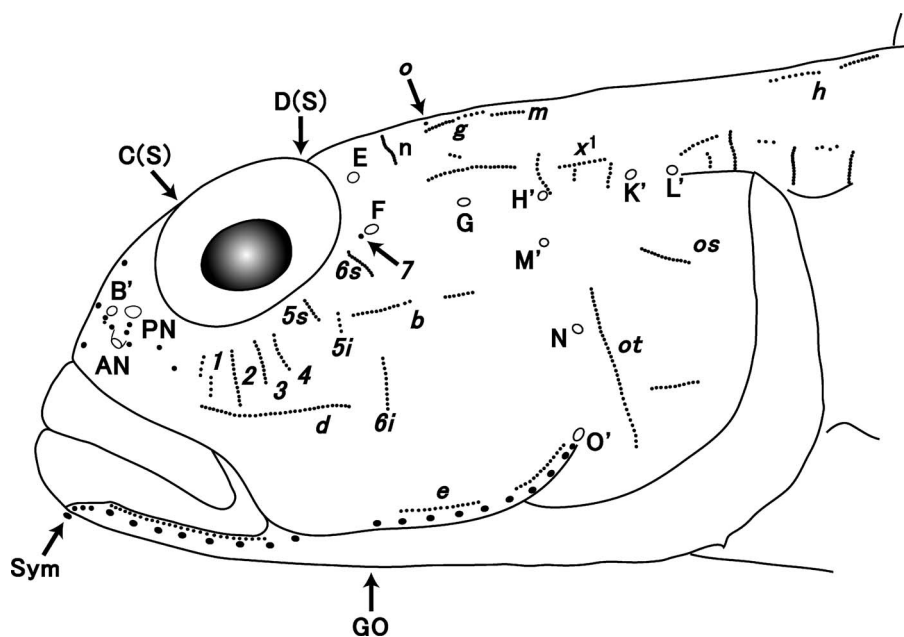 o
h
D(S)
m
g
n
x¹
C(S)
E
H'
K'
L'
F
G
7
M'
os
6s
B'
PN
5s
b
5i
N
ot
AN
1
2
3
4
d
6i
O'
e
Sym
GO